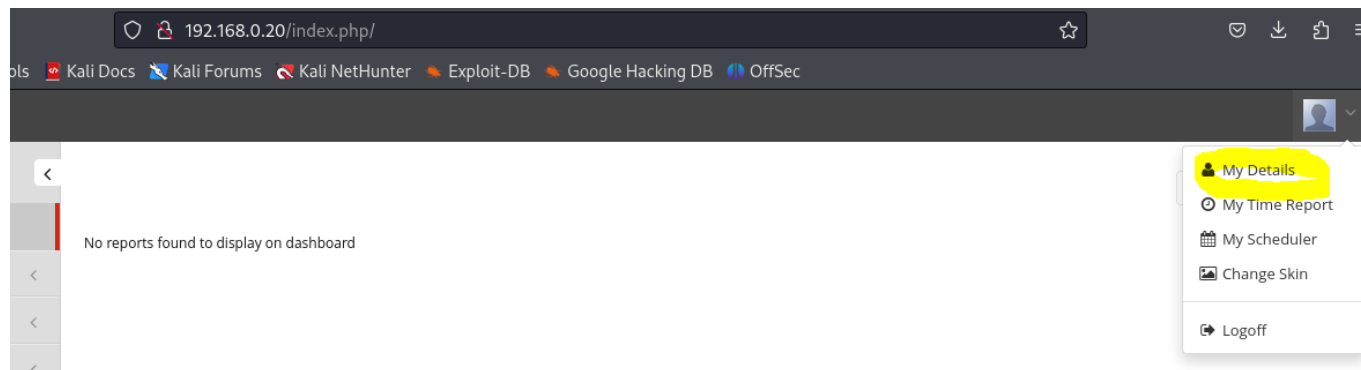 192.168.0.20/index.php/
ols Kali Docs Kali Forums Kali NetHunter Exploit-DB Google Hacking DB OffSec
My Details
My Time Report
No reports found to display on dashboard
My Scheduler
Change Skin
Logoff